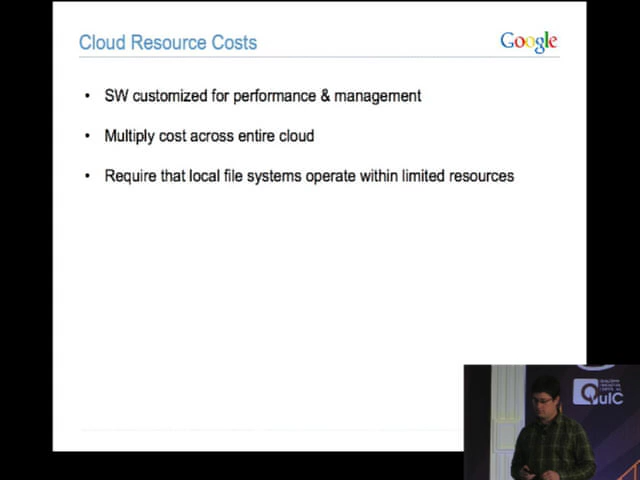 Cloud Resource Costs
Google
• SW customized for performance & management
• Multiply cost across entire cloud
• Require that local file systems operate within limited resources
QuIC